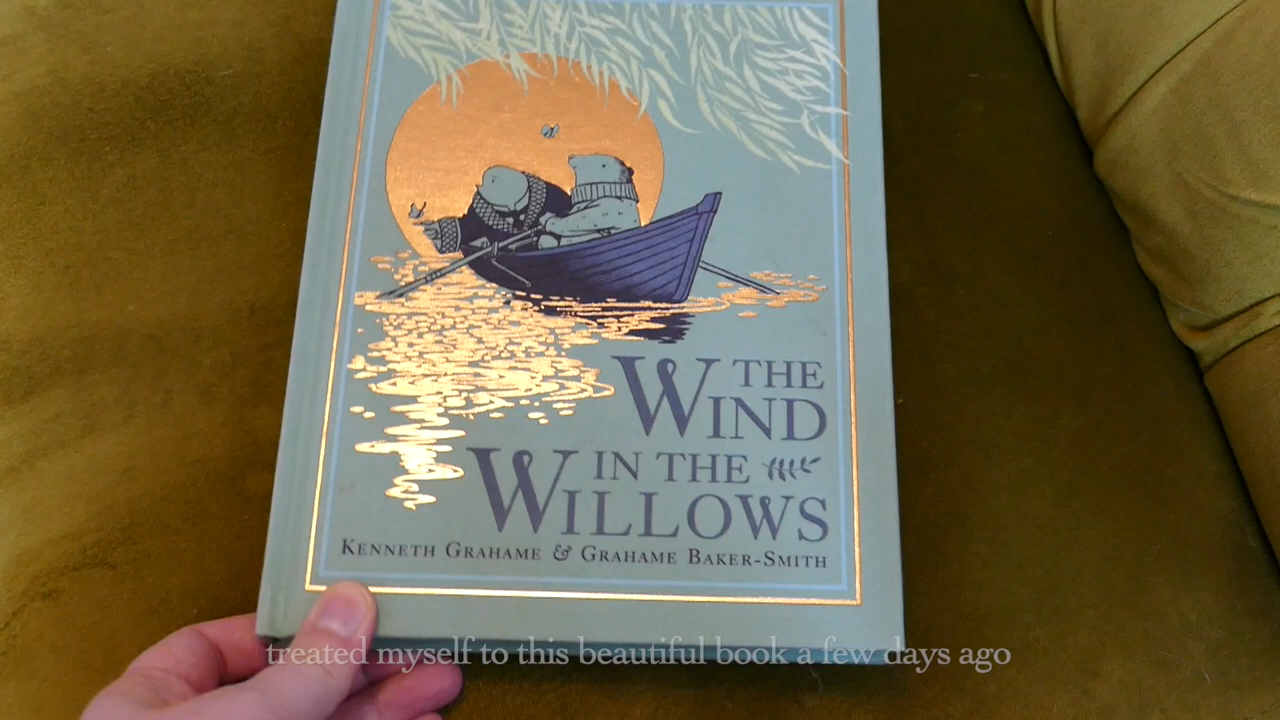 THE
WIND
IN THE
WILLOWS
KENNETH GRAHAME & GRAHAME BAKER-SMITH
treated myself to this beautiful book a few days ago